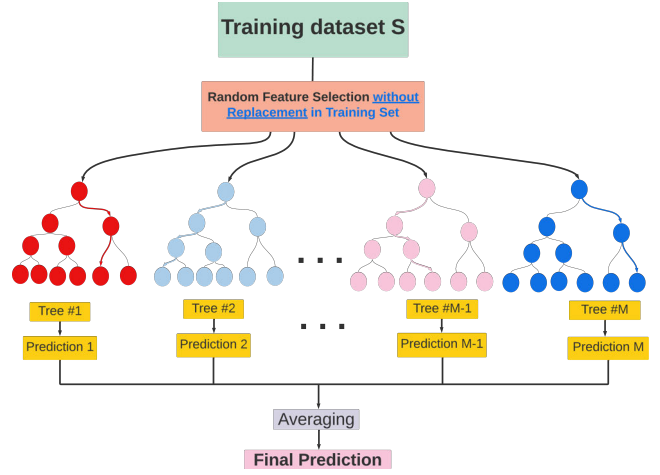 Training dataset S
Random Feature Selection without
Replacement in Training Set
. . .
Tree #1
Tree #2
Tree #M-1
Tree #M
. . .
Prediction 1
Prediction 2
Prediction M-1
Prediction M
Averaging
Final Prediction